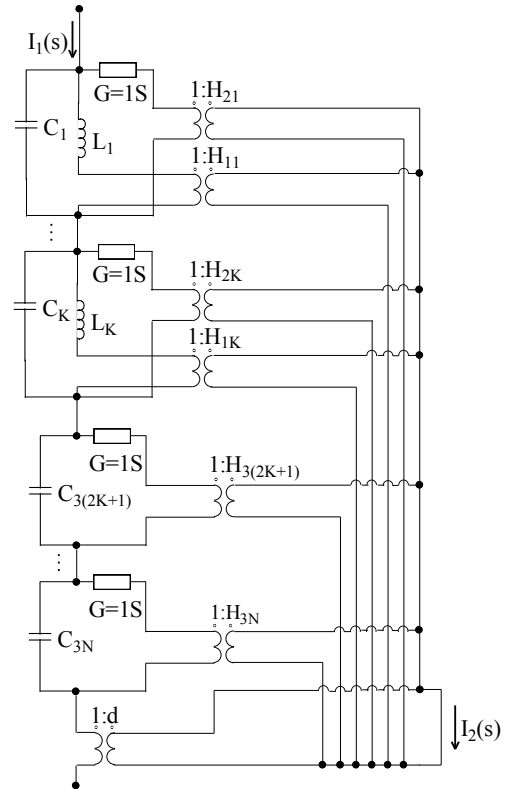 I₁(s)
G=1S
1:H₂₁
C₁
L₁
1:H₁₁
⋮
G=1S
1:H₂ₖ
Cₖ
Lₖ
1:H₁ₖ
G=1S
1:H₃₍₂ₖ₊₁₎
C₃₍₂ₖ₊₁₎
⋮
G=1S
1:H₃ₙ
C₃ₙ
1:d
I₂(s)